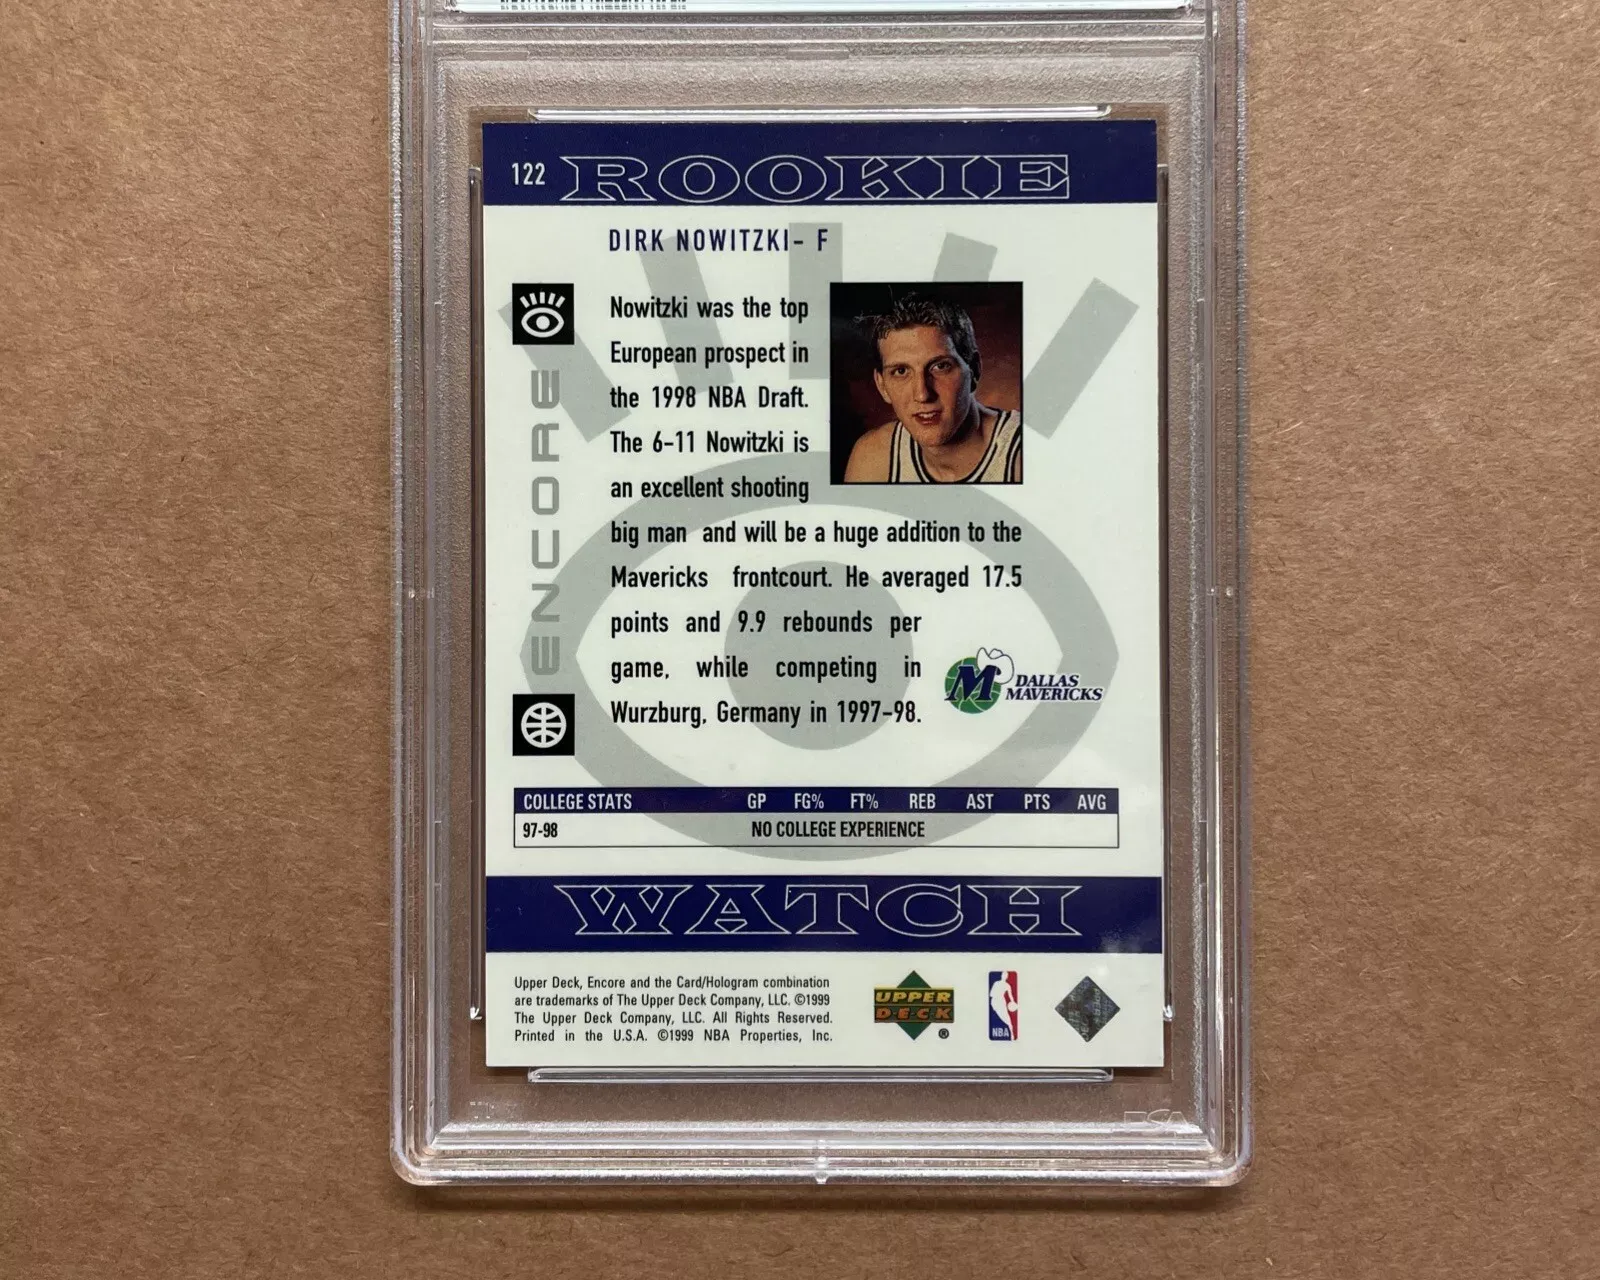 122 ROOKIE
DIRK NOWITZKI- F
Nowitzki was the top
European prospect in
the 1998 NBA Draft.
The 6-11 Nowitzki is
an excellent shooting
big man and will be a huge addition to the
Mavericks frontcourt. He averaged 17.5
points and 9.9 rebounds per
game, while competing in
Wurzburg, Germany in 1997-98.
ENCORE
M DALLAS
MAVERICKS
COLLEGE STATS GP FG% FT% REB AST PTS AVG
97-98 NO COLLEGE EXPERIENCE
WATCH
Upper Deck, Encore and the Card/Hologram combination
are trademarks of The Upper Deck Company, LLC. ©1999
The Upper Deck Company, LLC. All Rights Reserved.
Printed in the U.S.A. ©1999 NBA Properties, Inc.
UPPER
DECK
®
NBA
PSA